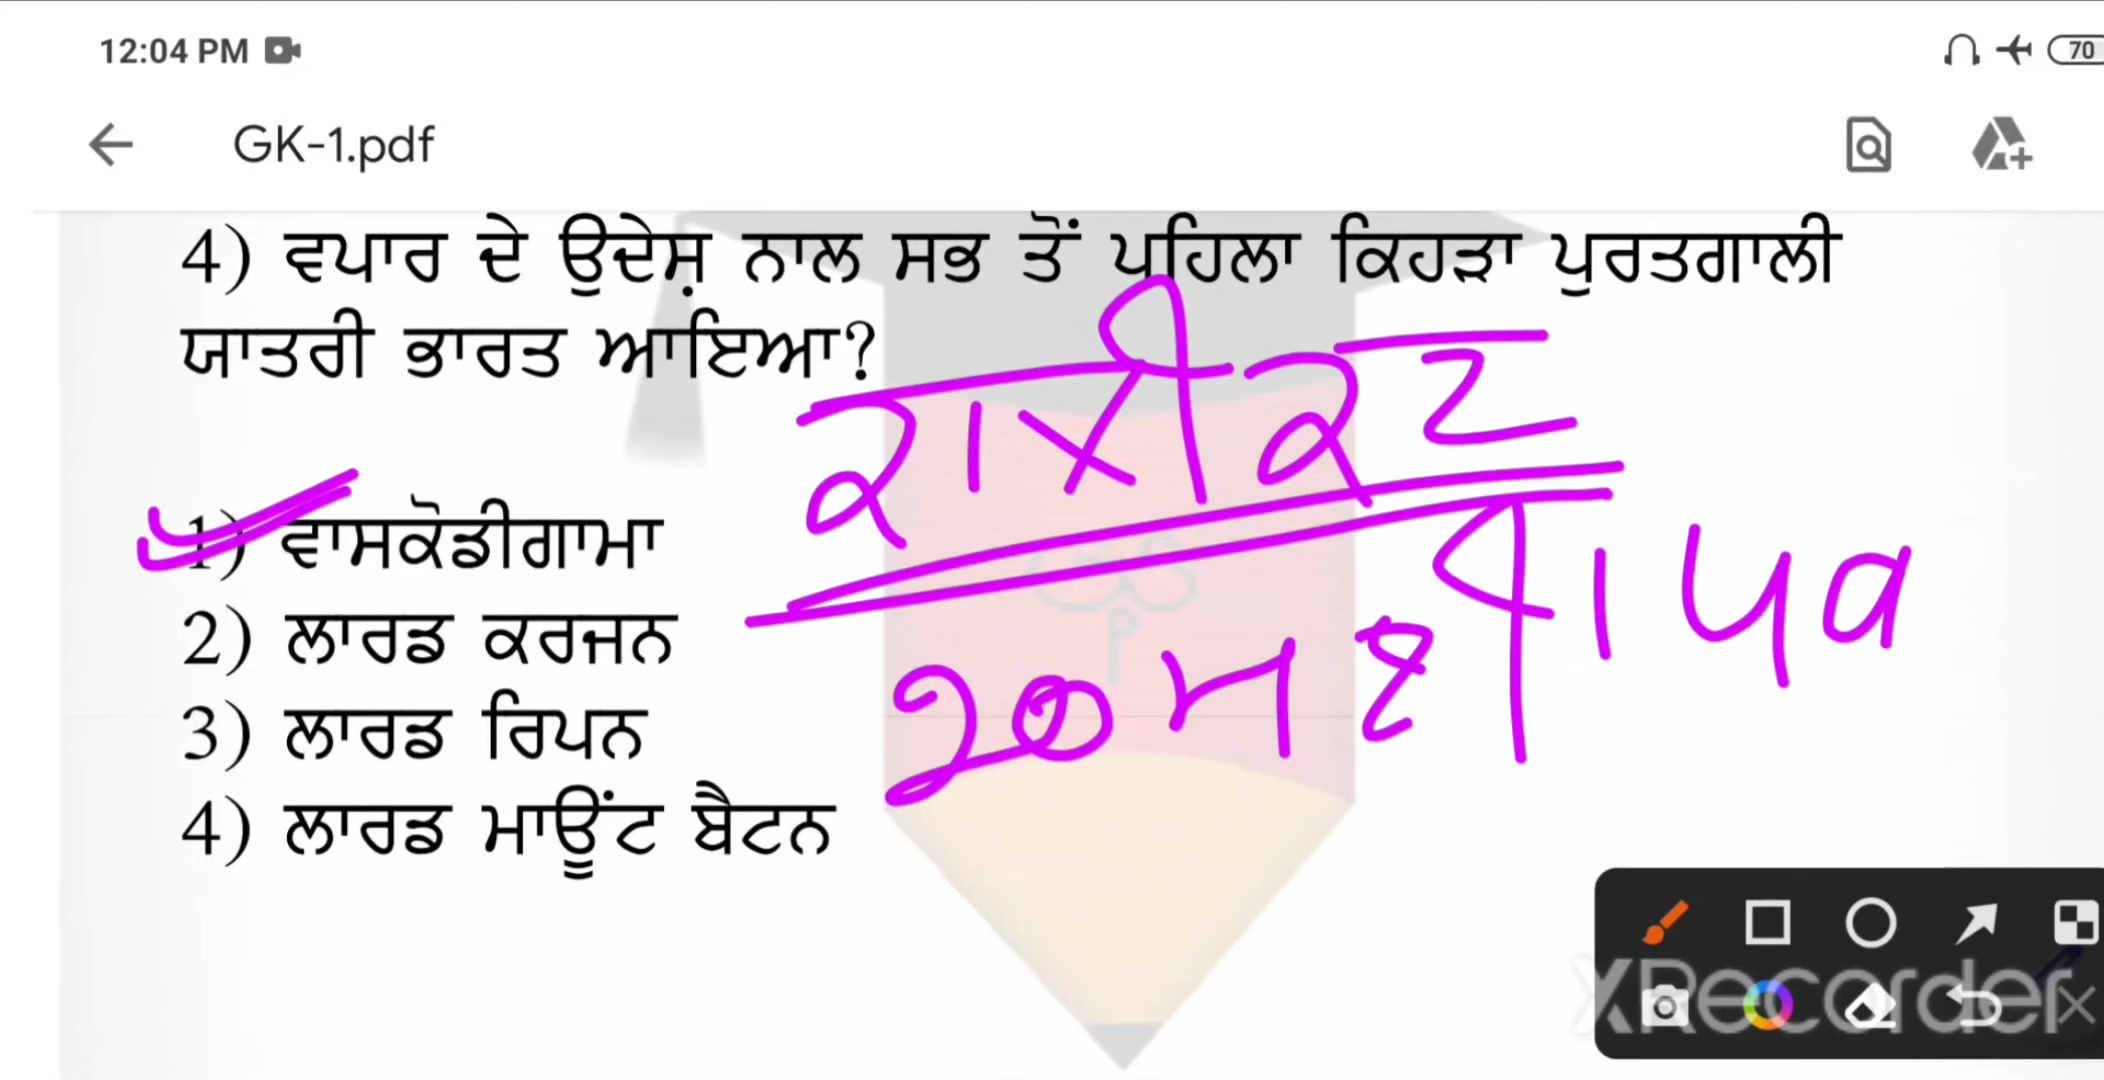 12:04 PM
70
GK-1.pdf
4) ਵਪਾਰ ਦੇ ਉਦੇਸ਼ ਨਾਲ ਸਭ ਤੋਂ ਪਹਿਲਾ ਕਿਹੜਾ ਪੁਰਤਗਾਲੀ
ਯਾਤਰੀ ਭਾਰਤ ਆਇਆ?
1) ਵਾਸਕੋਡੀਗਾਮਾ
2) ਲਾਰਡ ਕਰਜਨ
3) ਲਾਰਡ ਰਿਪਨ
4) ਲਾਰਡ ਮਾਊਂਟ ਬੈਟਨ
XRecorder